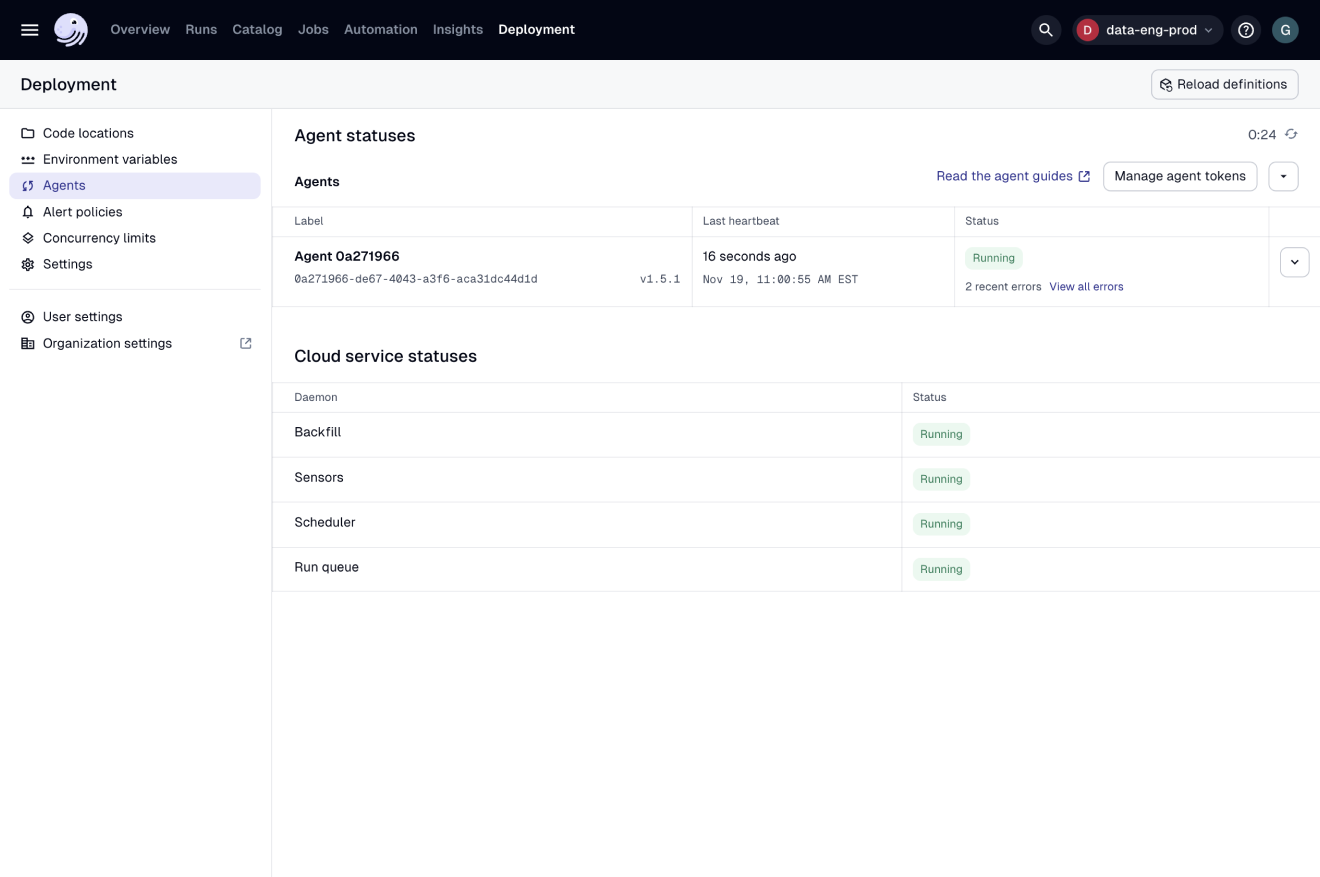 Overview Runs Catalog Jobs Automation Insights Deployment D data-eng-prod G
Deployment Reload definitions
Code locations
Environment variables
Agents
Alert policies
Concurrency limits
Settings
User settings
Organization settings
Agent statuses 0:24
Agents Read the agent guides Manage agent tokens
Label Last heartbeat Status
Agent 0a271966 16 seconds ago Running
0a271966-de67-4043-a3f6-aca31dc44d1d v1.5.1 Nov 19, 11:00:55 AM EST
2 recent errors View all errors
Cloud service statuses
Daemon Status
Backfill Running
Sensors Running
Scheduler Running
Run queue Running